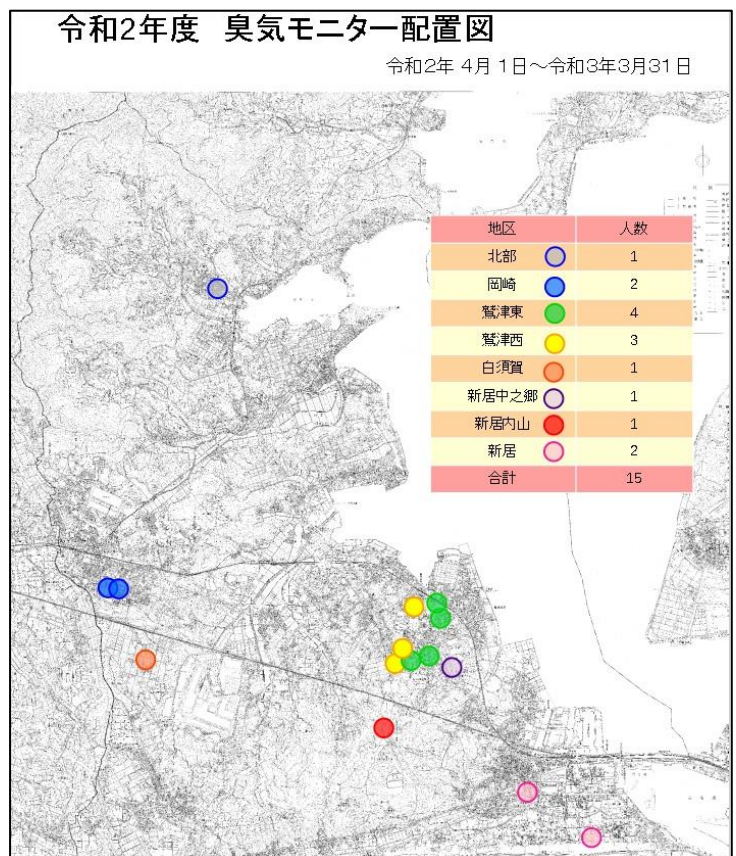 令和2年度 臭気モニター配置図
令和2年 4月 1日~令和3年3月31日
地区 人数
北部 1
岡崎 2
鷲津東 4
鷲津西 3
白須賀 1
新居中之郷 1
新居内山 1
新居 2
合計 15